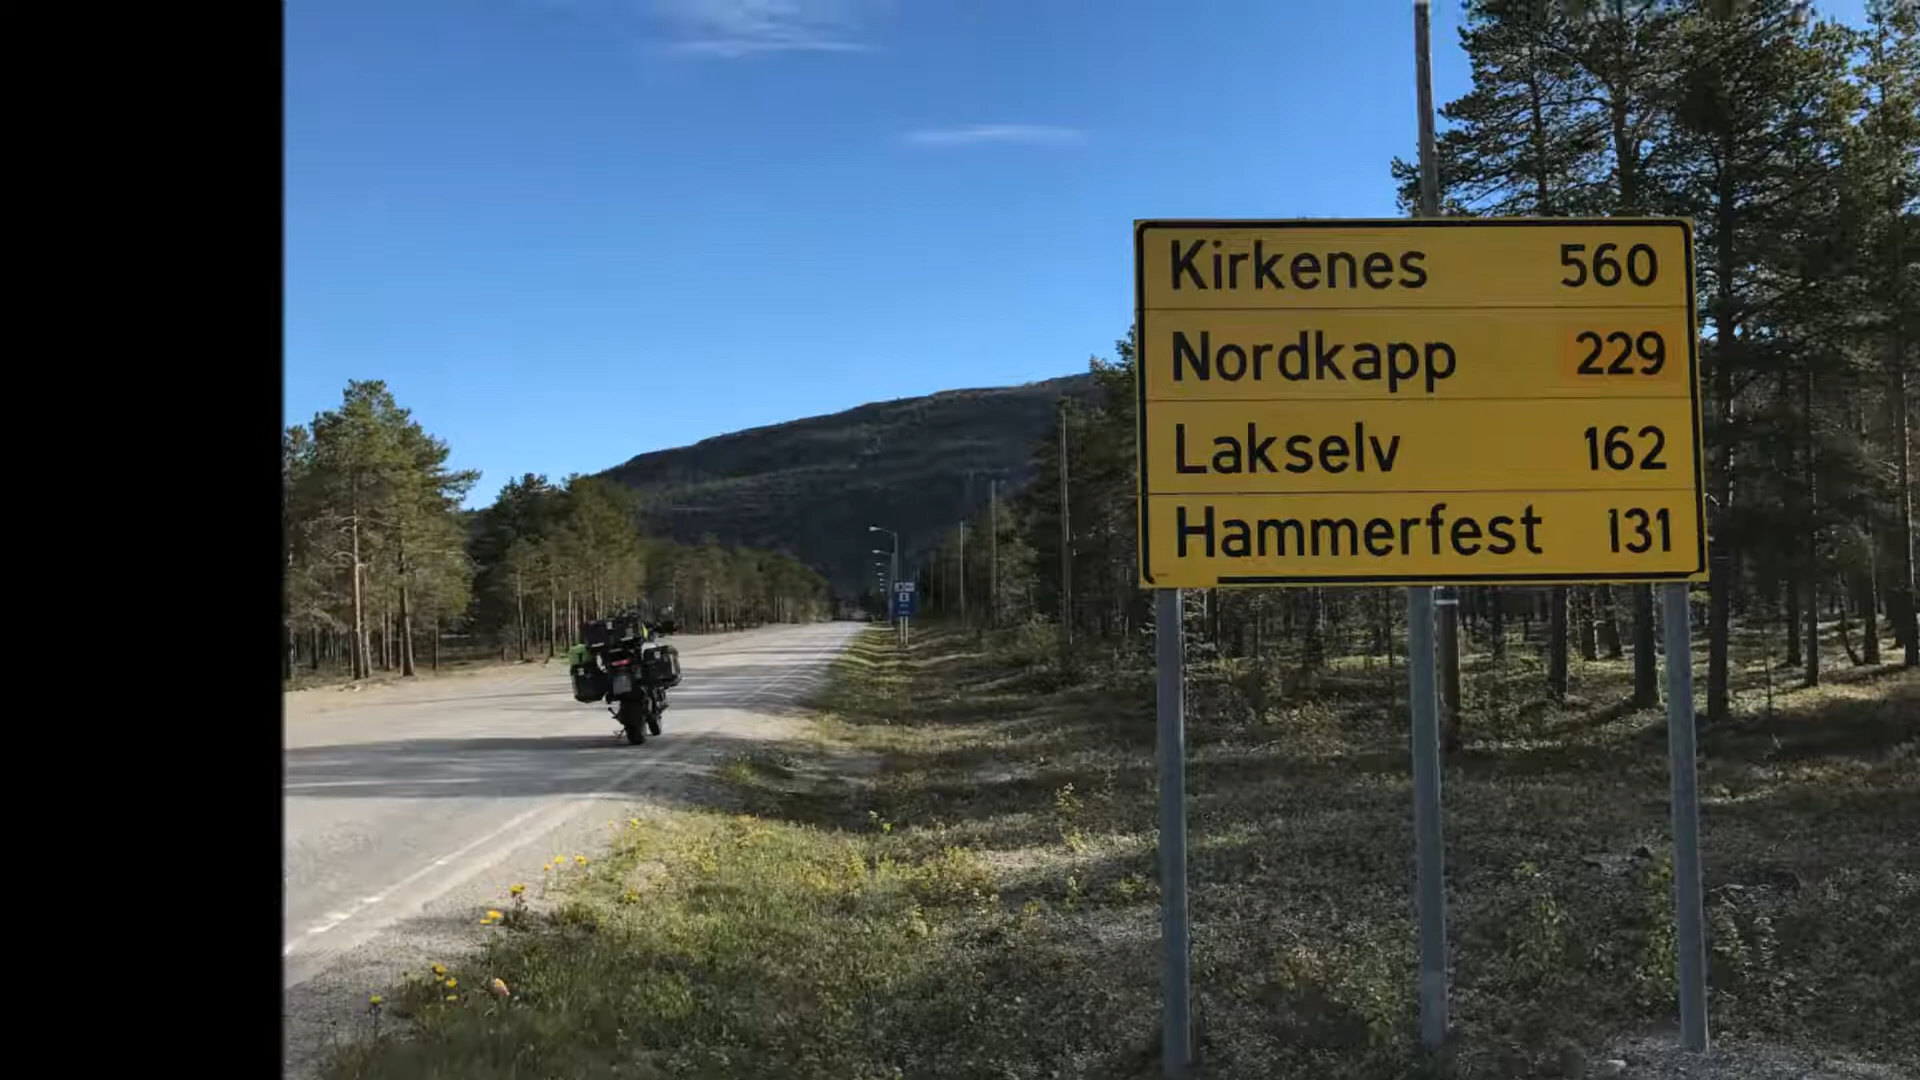 Kirkenes 560
Nordkapp 229
Lakselv 162
Hammerfest 131